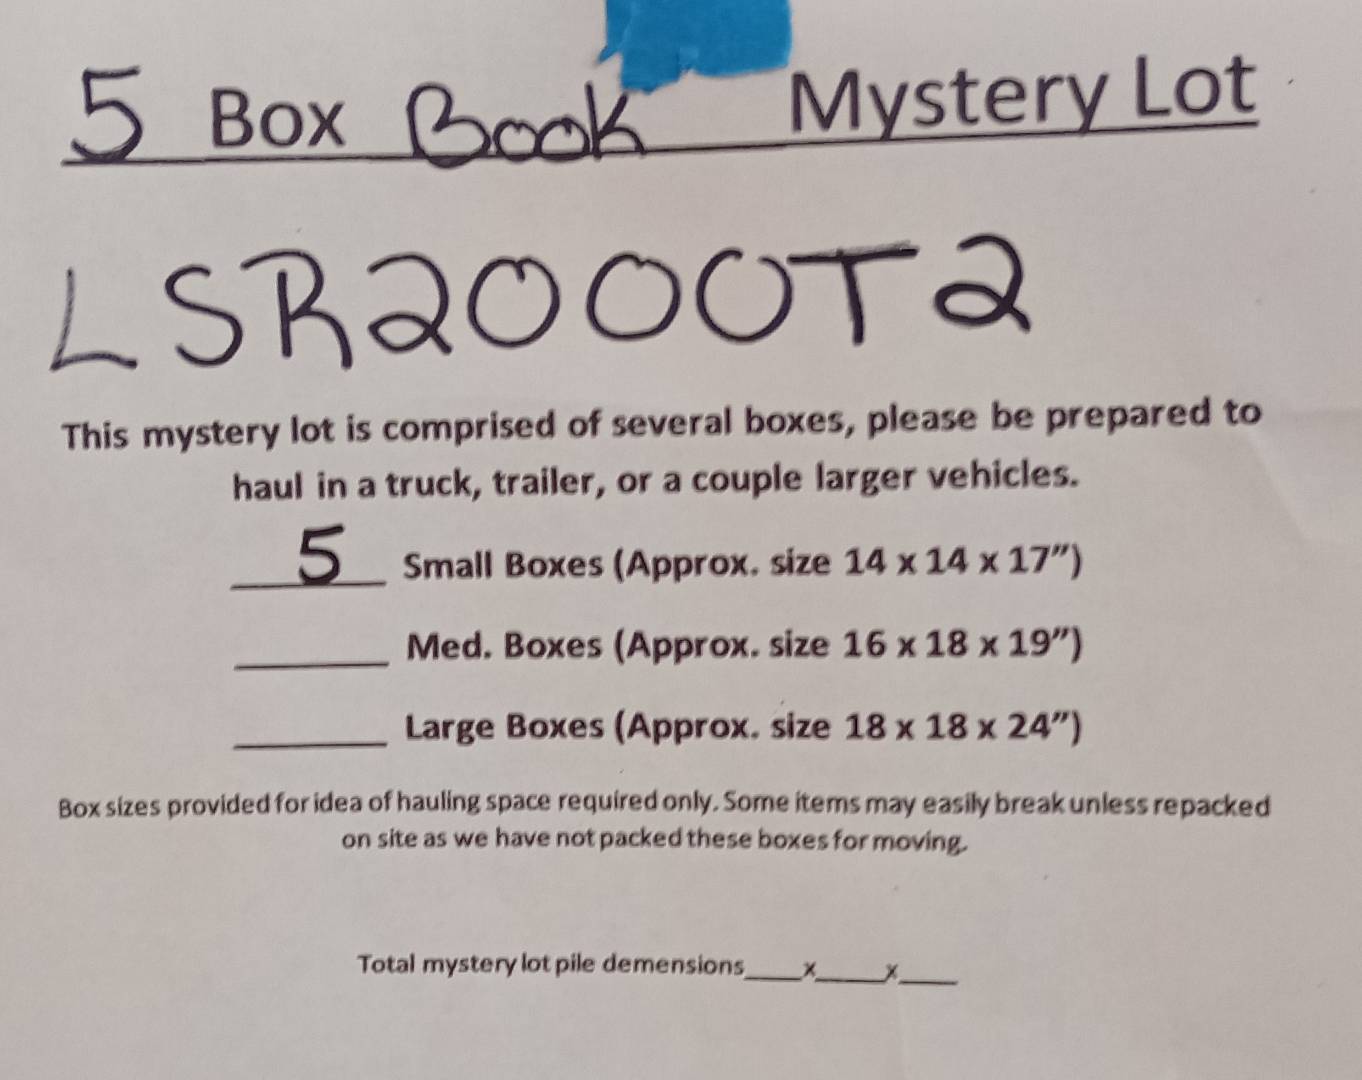 5 Box Book Mystery Lot
LSR2000T2
This mystery lot is comprised of several boxes, please be prepared to
haul in a truck, trailer, or a couple larger vehicles.
5 Small Boxes (Approx. size 14 x 14 x 17")
_____ Med. Boxes (Approx. size 16 x 18 x 19")
_____ Large Boxes (Approx. size 18 x 18 x 24")
Box sizes provided for idea of hauling space required only. Some items may easily break unless repacked
on site as we have not packed these boxes for moving.
Total mystery lot pile demensions____x____x____